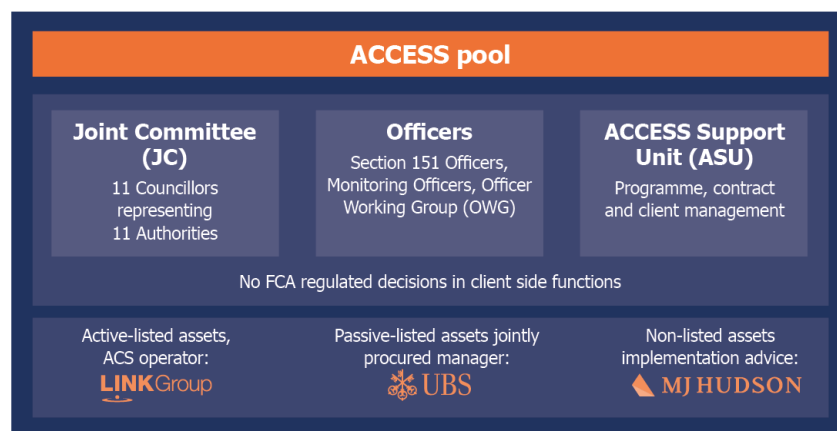 ACCESS pool
Joint Committee
(JC)
11 Councillors
representing
11 Authorities
Officers
Section 151 Officers,
Monitoring Officers, Officer
Working Group (OWG)
ACCESS Support
Unit (ASU)
Programme, contract
and client management
No FCA regulated decisions in client side functions
Active-listed assets,
ACS operator:
LINKGroup
Passive-listed assets jointly
procured manager:
UBS
Non-listed assets
implementation advice:
MJ HUDSON